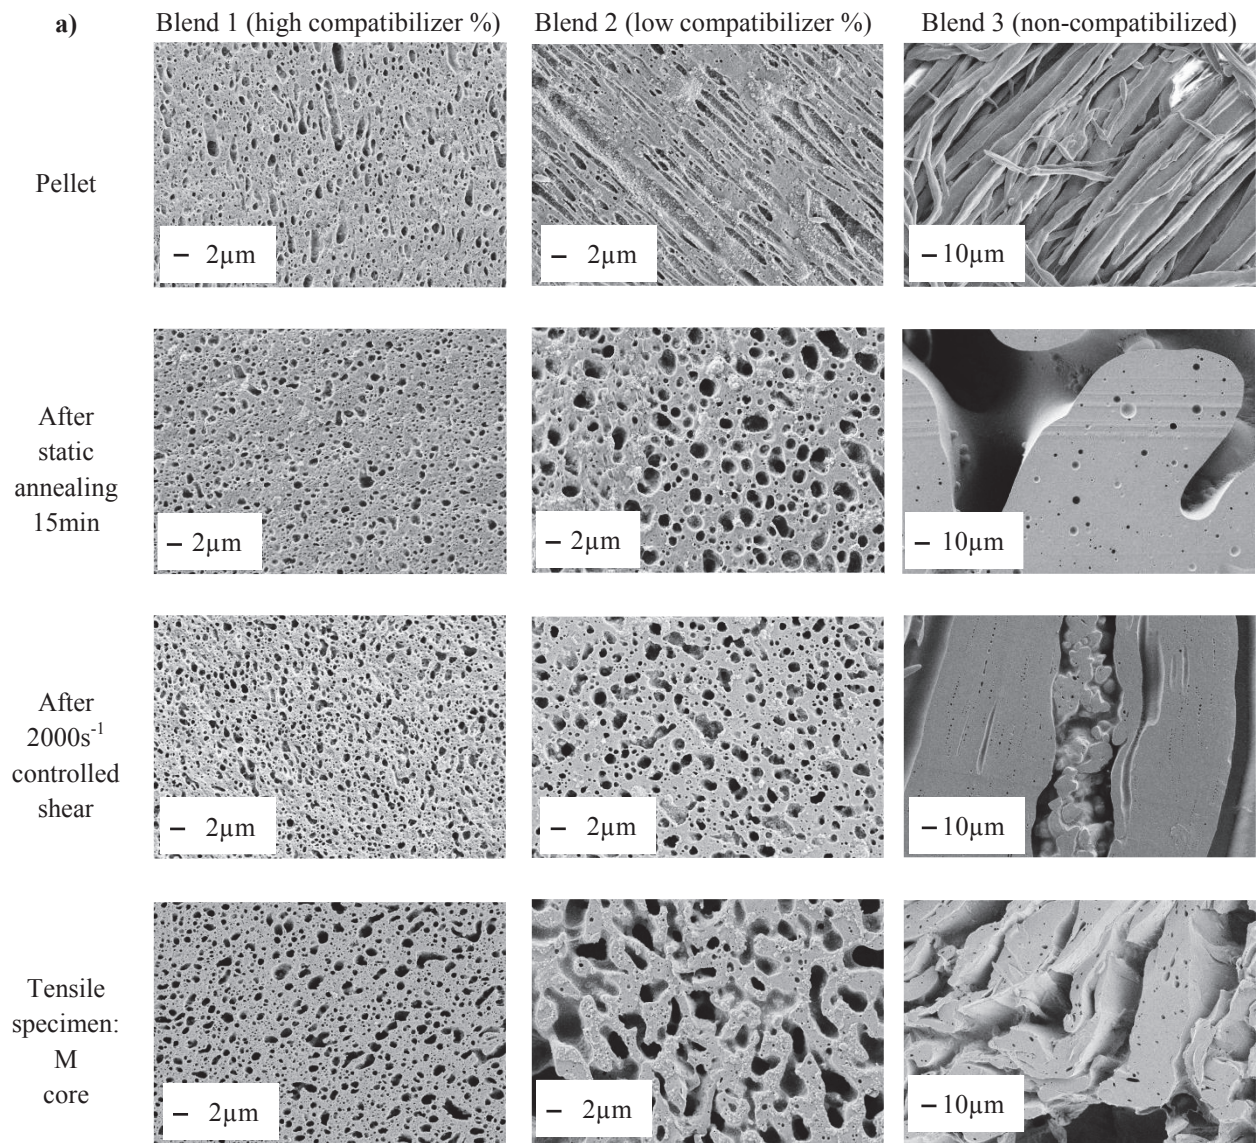 a)
Blend 1 (high compatibilizer %)
Blend 2 (low compatibilizer %)
Blend 3 (non-compatibilized)
Pellet
– 2µm
– 2µm
– 10µm
After
static
annealing
15min
– 2µm
– 2µm
– 10µm
After
2000s⁻¹
controlled
shear
– 2µm
– 2µm
– 10µm
Tensile
specimen:
M
core
– 2µm
– 2µm
– 10µm